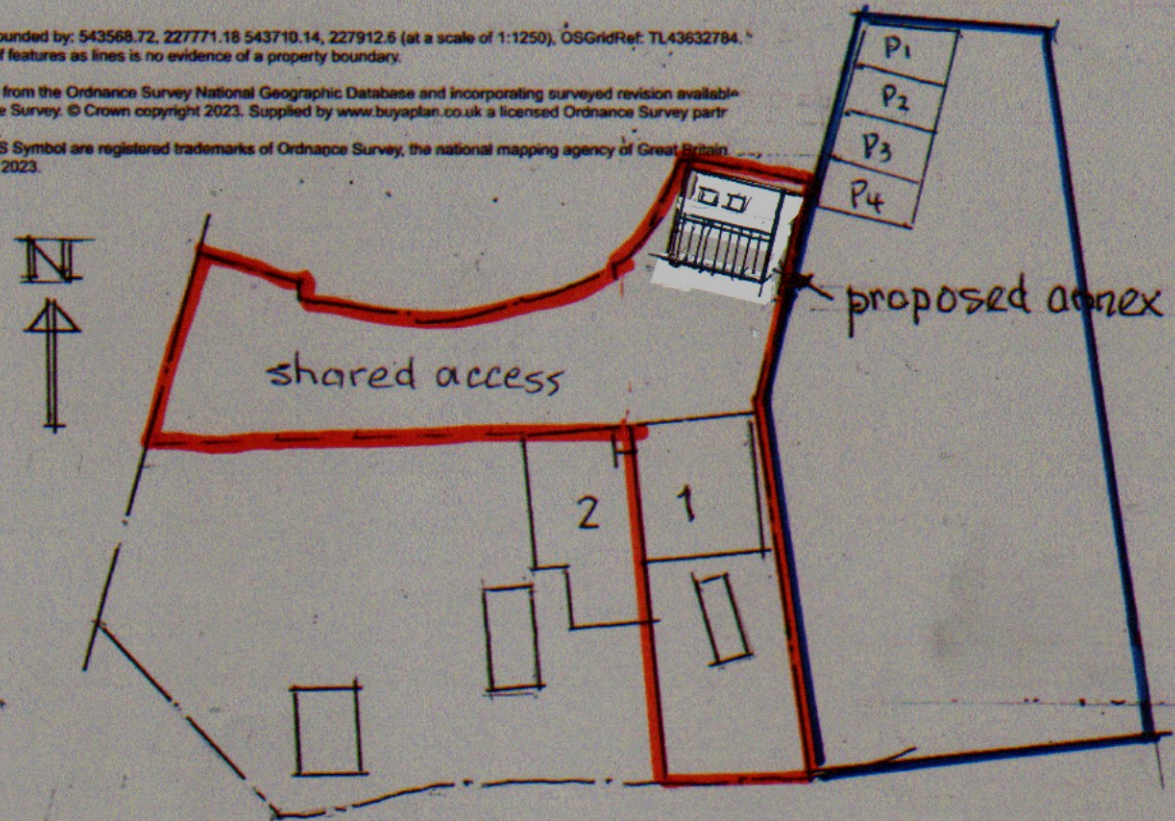 ounded by: 543568.72, 227771.18 543710.14, 227912.6 (at a scale of 1:1250), OSGridRef: TL43632784.
f features as lines is no evidence of a property boundary.
from the Ordnance Survey National Geographic Database and incorporating surveyed revision available
e Survey. © Crown copyright 2023. Supplied by www.buyaplan.co.uk a licensed Ordnance Survey partr
S Symbol are registered trademarks of Ordnance Survey, the national mapping agency of Great Britain
2023.
P1
P2
P3
P4
N
proposed annex
shared access
2
1